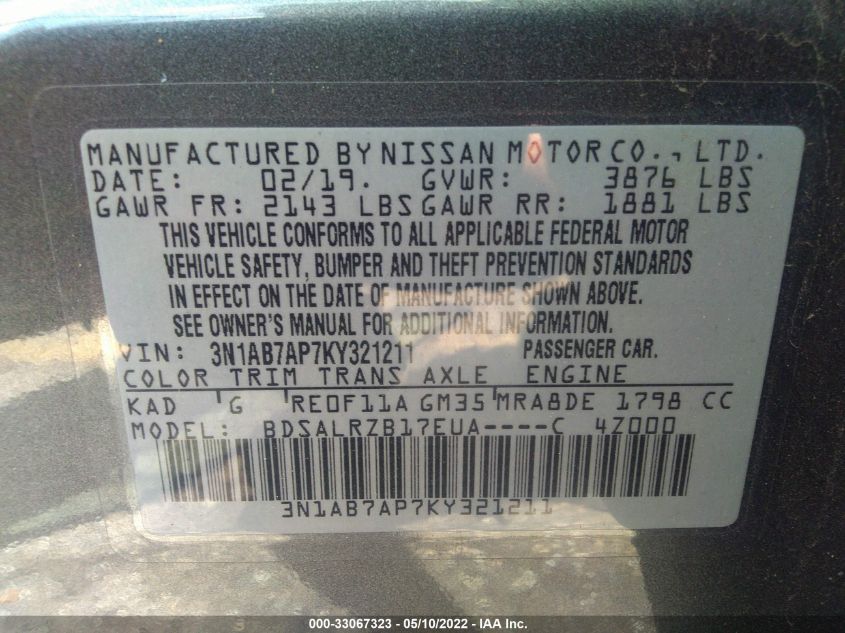 MANUFACTURED BY NISSAN MOTOR CO., LTD.
DATE: 02/19. GVWR: 3876 LBS
GAWR FR: 2143 LBS GAWR RR: 1881 LBS
THIS VEHICLE CONFORMS TO ALL APPLICABLE FEDERAL MOTOR
VEHICLE SAFETY, BUMPER AND THEFT PREVENTION STANDARDS
IN EFFECT ON THE DATE OF MANUFACTURE SHOWN ABOVE.
SEE OWNER'S MANUAL FOR ADDITIONAL INFORMATION.
VIN: 3N1AB7AP7KY321211 PASSENGER CAR.
COLOR TRIM TRANS AXLE ENGINE
KAD G RE0F11A GM35 MRA8DE 1798 CC
MODEL: BDSALRZB17EUA----C 4Z000
3N1AB7AP7KY321211
000-33067323 - 05/10/2022 - IAA Inc.